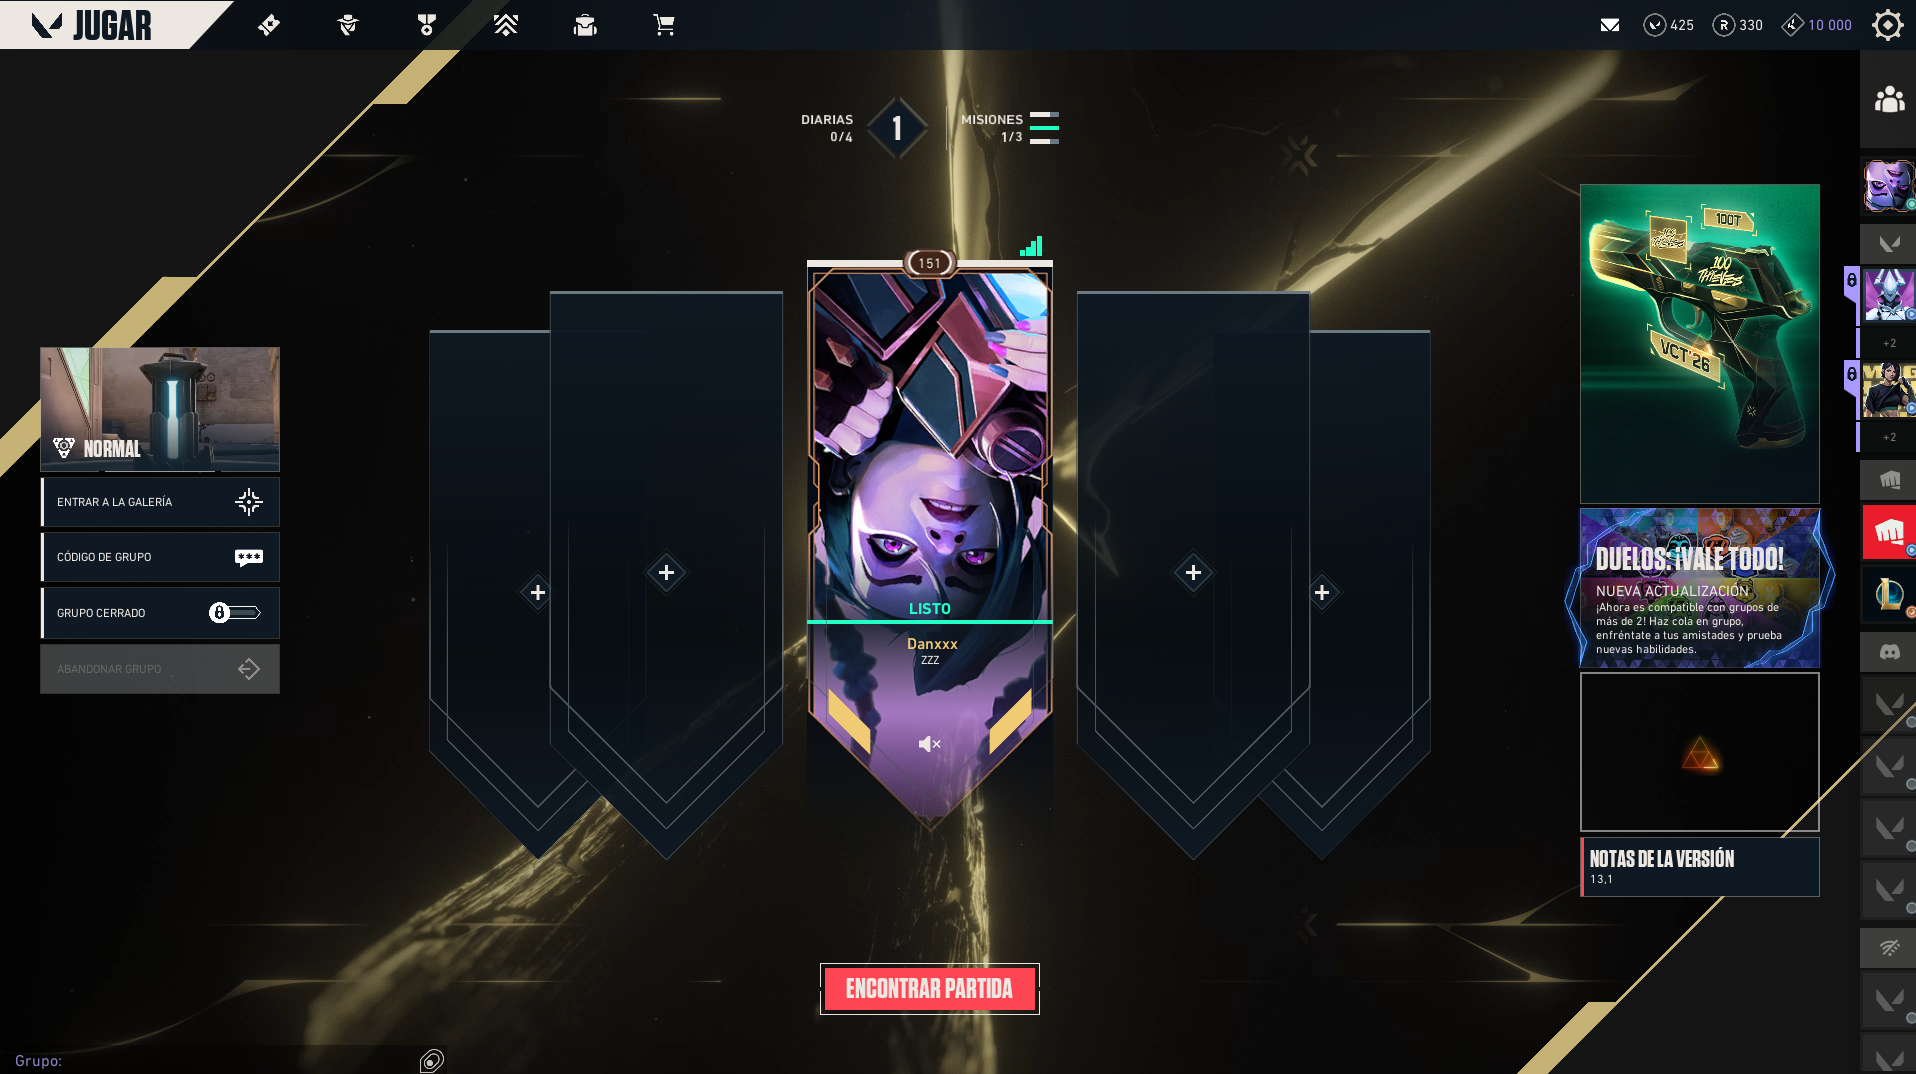 JUGAR
425
330
10 000
DIARIAS
0/4
1
MISIONES
1/3
151
LISTO
Danxxx
ZZZ
NORMAL
ENTRAR A LA GALERÍA
CÓDIGO DE GRUPO
GRUPO CERRADO
ABANDONAR GRUPO
100T
100
THIEVES
VCT'26
DUELOS: ¡VALE TODO!
NUEVA ACTUALIZACIÓN
¡Ahora es compatible con grupos de
más de 2! Haz cola en grupo,
enfréntate a tus amistades y prueba
nuevas habilidades.
NOTAS DE LA VERSIÓN
13,1
+2
+2
ENCONTRAR PARTIDA
Grupo: